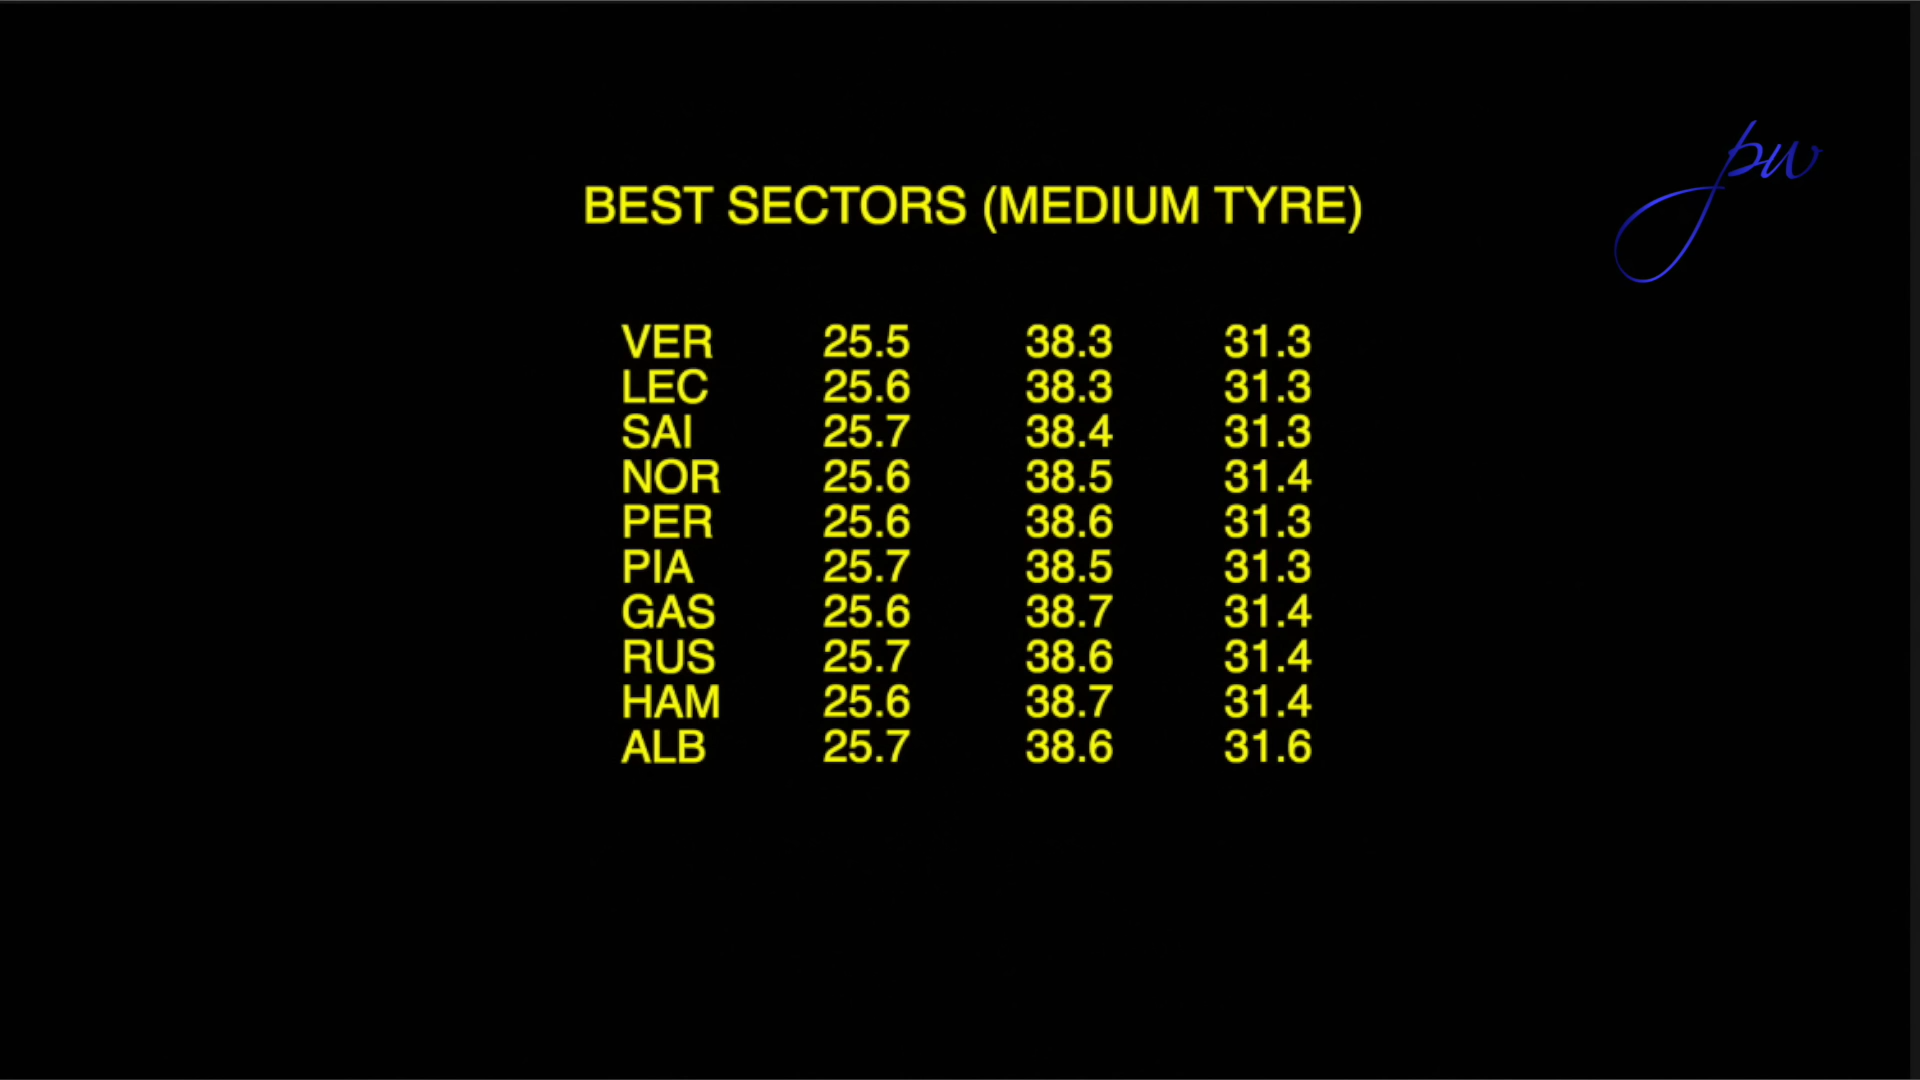 jpw
BEST SECTORS (MEDIUM TYRE)
VER 25.5 38.3 31.3
LEC 25.6 38.3 31.3
SAI 25.7 38.4 31.3
NOR 25.6 38.5 31.4
PER 25.6 38.6 31.3
PIA 25.7 38.5 31.3
GAS 25.6 38.7 31.4
RUS 25.7 38.6 31.4
HAM 25.6 38.7 31.4
ALB 25.7 38.6 31.6